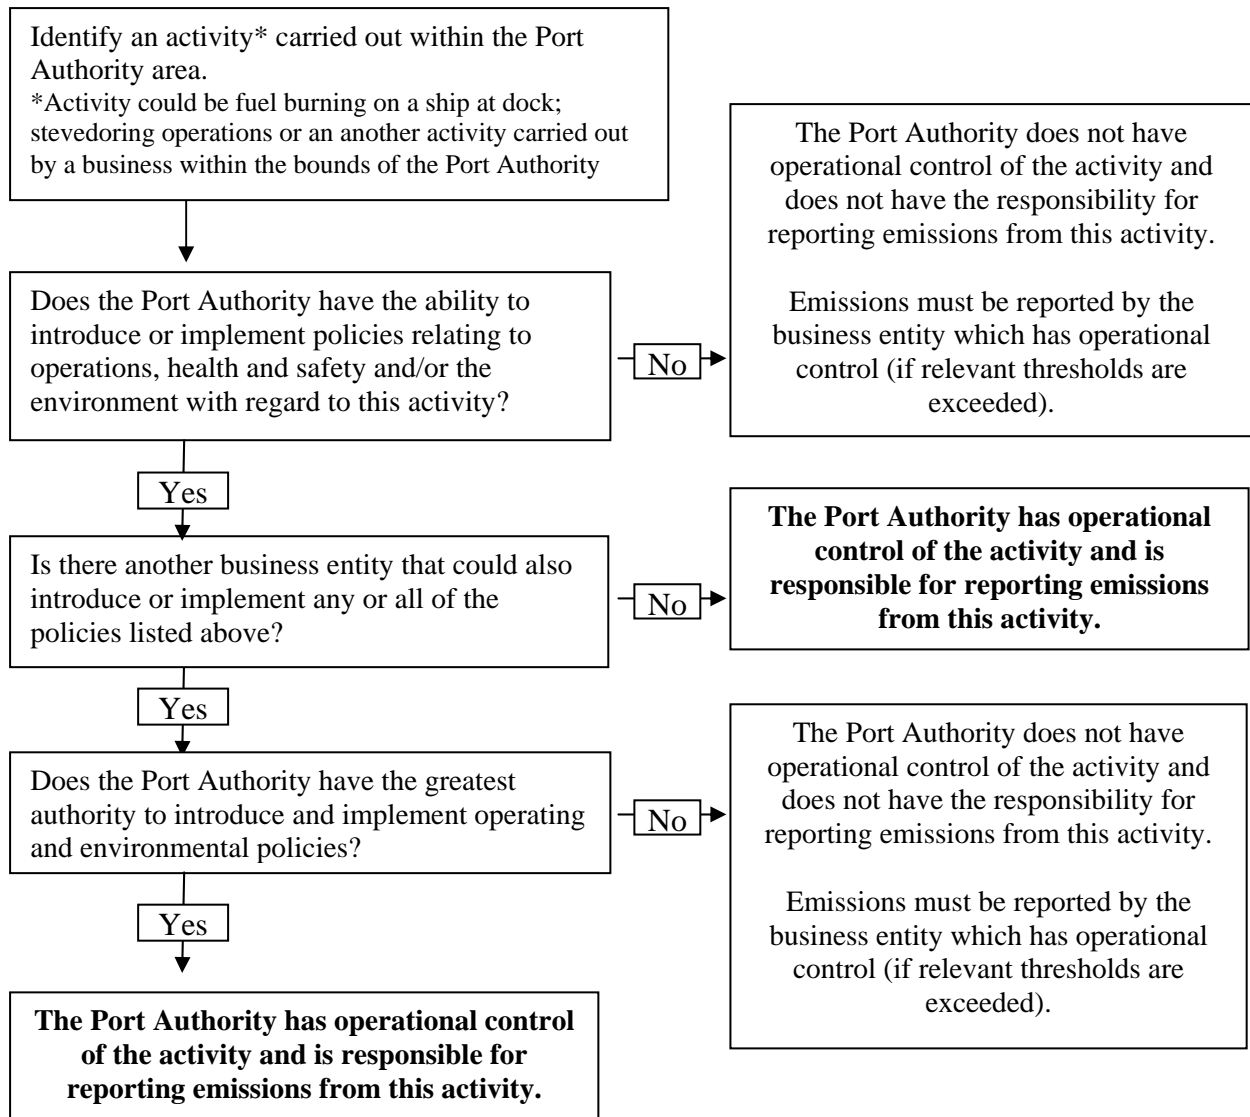 Identify an activity* carried out within the Port
Authority area.
*Activity could be fuel burning on a ship at dock;
stevedoring operations or an another activity carried out
by a business within the bounds of the Port Authority
The Port Authority does not have
operational control of the activity and
does not have the responsibility for
reporting emissions from this activity.
Emissions must be reported by the
business entity which has operational
control (if relevant thresholds are
exceeded).
Does the Port Authority have the ability to
introduce or implement policies relating to
operations, health and safety and/or the
environment with regard to this activity?
No
Yes
Is there another business entity that could also
introduce or implement any or all of the
policies listed above?
No
The Port Authority has operational
control of the activity and is
responsible for reporting emissions
from this activity.
Yes
Does the Port Authority have the greatest
authority to introduce and implement operating
and environmental policies?
No
The Port Authority does not have
operational control of the activity and
does not have the responsibility for
reporting emissions from this activity.
Emissions must be reported by the
business entity which has operational
control (if relevant thresholds are
exceeded).
Yes
The Port Authority has operational control
of the activity and is responsible for
reporting emissions from this activity.